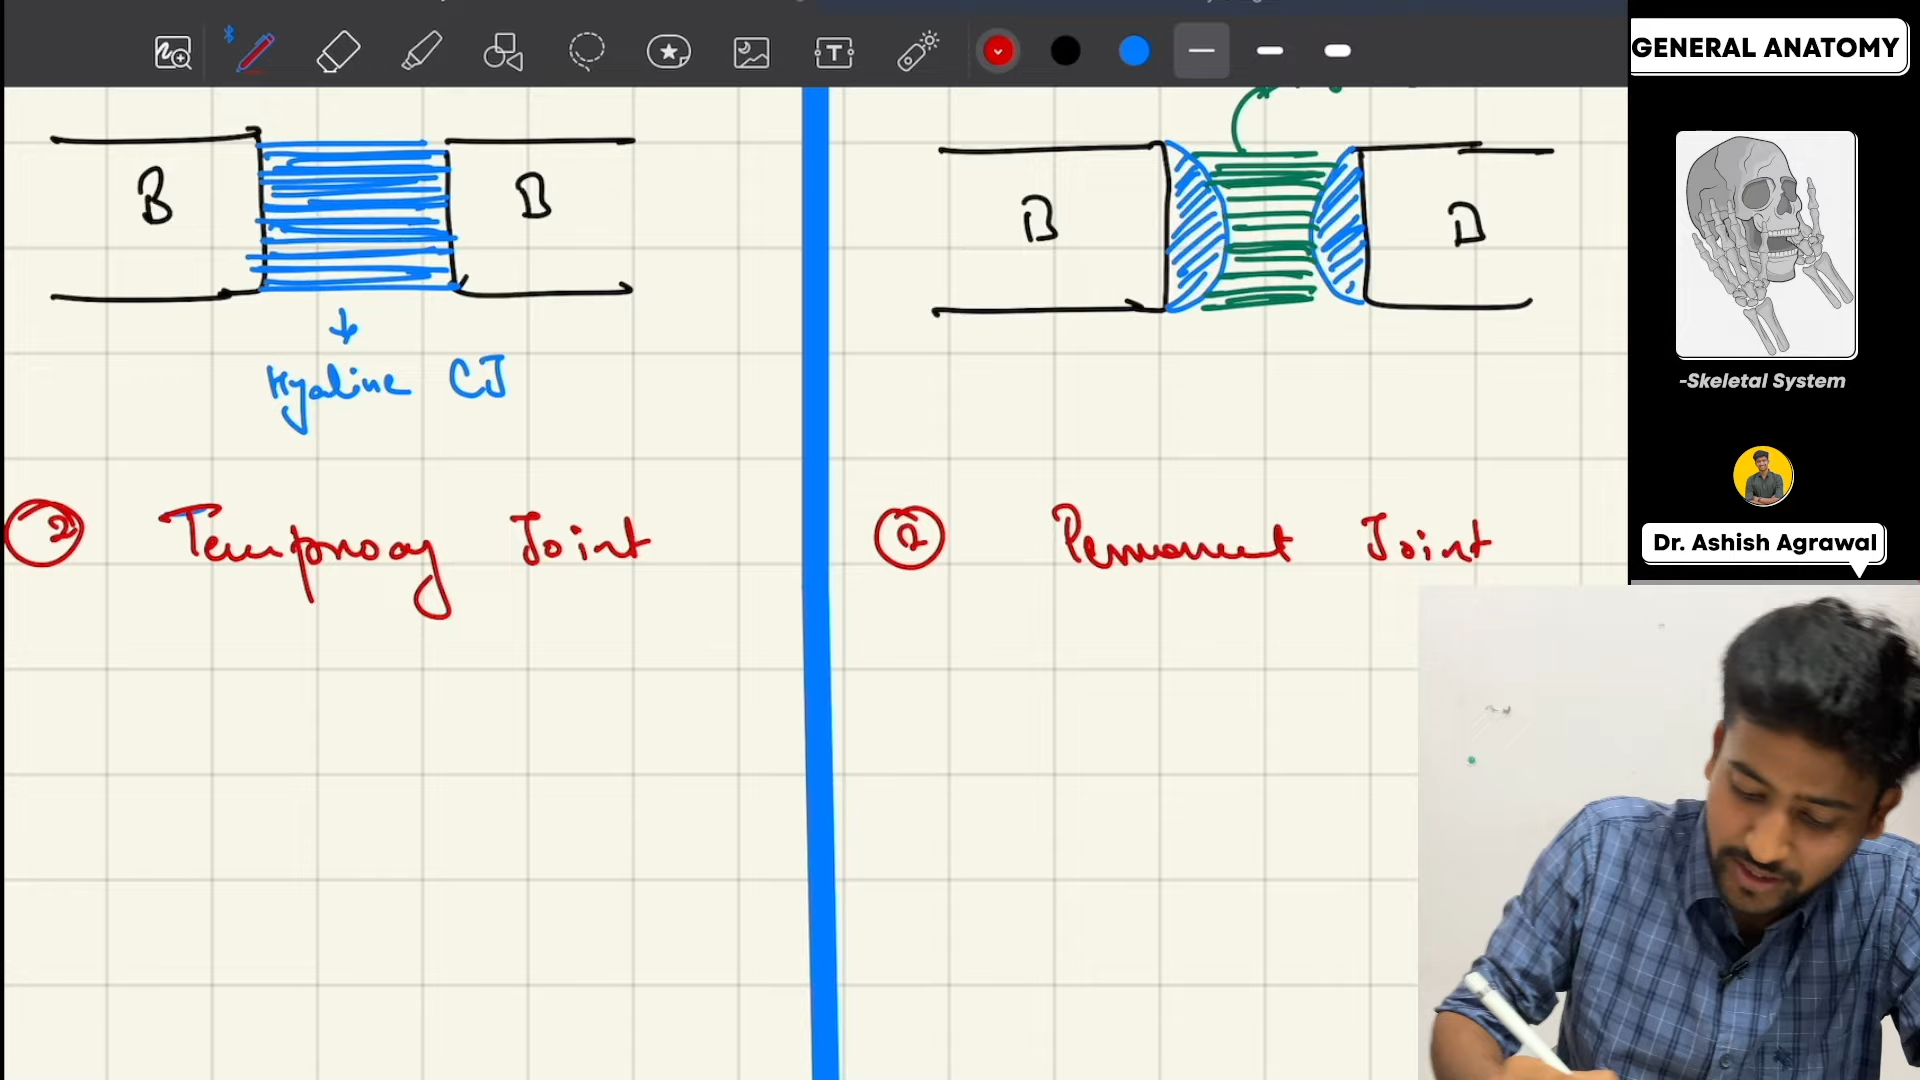 GENERAL ANATOMY
B
B
B
B
Hyaline CJ
-Skeletal System
2 Temporary Joint
2 Permanent Joint
Dr. Ashish Agrawal